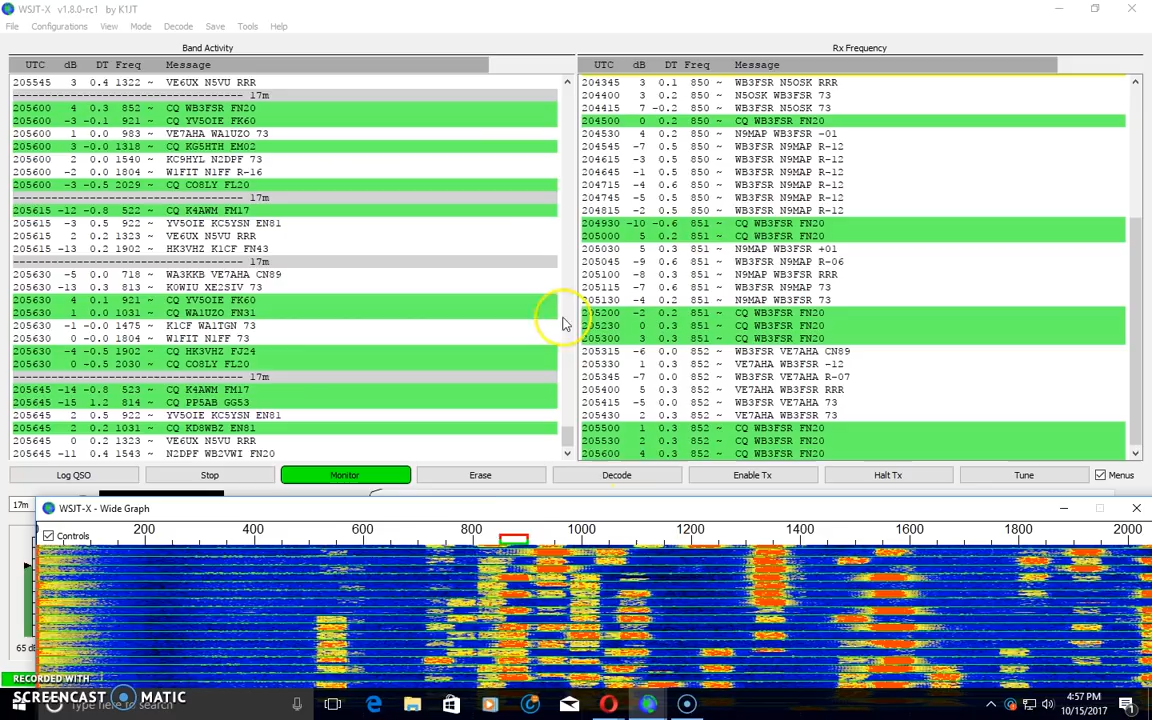 WSJT-X v1.8.0-rc1 by K1JT
File Configurations View Mode Decode Save Tools Help
Band Activity
UTC dB DT Freq Message
205545 3 0.4 1322 ~ VE6UX N5VU RRR
------------------------------------ 17m
205600 4 0.3 852 ~ CQ WB3FSR FN20
205600 -3 -0.1 921 ~ CQ YV5OIE FK60
205600 1 0.0 983 ~ VE7AHA WA1UZO 73
205600 3 -0.0 1318 ~ CQ KG5HTH EM02
205600 2 0.0 1540 ~ KC9HYL N2DPF 73
205600 -2 0.0 1804 ~ W1FIT N1FF R-16
205600 -3 -0.5 2029 ~ CQ CO8LY FL20
------------------------------------ 17m
205615 -12 -0.8 522 ~ CQ K4AWM FM17
205615 -3 0.5 922 ~ YV5OIE KC5YSN EN81
205615 2 0.2 1323 ~ VE6UX N5VU RRR
205615 -13 0.2 1902 ~ HK3VHZ K1CF FN43
------------------------------------ 17m
205630 -5 0.0 718 ~ WA3KKB VE7AHA CN89
205630 -13 0.3 813 ~ K0WIU XE2SIV 73
205630 4 0.1 921 ~ CQ YV5OIE FK60
205630 1 0.0 1031 ~ CQ WA1UZO FN31
205630 -1 -0.0 1475 ~ K1CF WA1TGN 73
205630 0 -0.0 1804 ~ W1FIT N1FF 73
205630 -4 -0.5 1902 ~ CQ HK3VHZ FJ24
205630 0 -0.5 2030 ~ CQ CO8LY FL20
------------------------------------ 17m
205645 -14 -0.8 523 ~ CQ K4AWM FM17
205645 -15 1.2 814 ~ CQ PP5AB GG53
205645 2 0.5 922 ~ YV5OIE KC5YSN EN81
205645 2 0.2 1031 ~ CQ KD8WBZ EN81
205645 0 0.2 1323 ~ VE6UX N5VU RRR
205645 -11 0.4 1543 ~ N2DPF WB2VVI FN20
Rx Frequency
UTC dB DT Freq Message
204345 3 0.1 850 ~ WB3FSR N5OSK RRR
204400 3 0.2 850 ~ N5OSK WB3FSR 73
204415 7 -0.2 850 ~ WB3FSR N5OSK 73
204500 0 0.2 850 ~ CQ WB3FSR FN20
204530 4 0.2 850 ~ N9MAP WB3FSR -01
204545 -7 0.5 850 ~ WB3FSR N9MAP R-12
204615 -3 0.5 850 ~ WB3FSR N9MAP R-12
204645 -1 0.5 850 ~ WB3FSR N9MAP R-12
204715 -4 0.6 850 ~ WB3FSR N9MAP R-12
204745 -5 0.5 850 ~ WB3FSR N9MAP R-12
204815 -2 0.5 850 ~ WB3FSR N9MAP R-12
204930 -10 -0.6 851 ~ CQ WB3FSR FN20
205000 5 0.2 851 ~ CQ WB3FSR FN20
205030 5 0.3 851 ~ N9MAP WB3FSR +01
205045 -9 0.6 851 ~ WB3FSR N9MAP R-06
205100 -8 0.3 851 ~ N9MAP WB3FSR RRR
205115 -7 0.6 851 ~ WB3FSR N9MAP 73
205130 -4 0.2 851 ~ N9MAP WB3FSR 73
205200 -2 0.2 851 ~ CQ WB3FSR FN20
205230 0 0.3 851 ~ CQ WB3FSR FN20
205300 3 0.3 851 ~ CQ WB3FSR FN20
205315 -6 0.0 852 ~ WB3FSR VE7AHA CN89
205330 1 0.3 852 ~ VE7AHA WB3FSR -12
205345 -7 0.0 852 ~ WB3FSR VE7AHA R-07
205400 5 0.3 852 ~ VE7AHA WB3FSR RRR
205415 -5 0.0 852 ~ WB3FSR VE7AHA 73
205430 2 0.3 852 ~ VE7AHA WB3FSR 73
205500 1 0.3 852 ~ CQ WB3FSR FN20
205530 2 0.3 852 ~ CQ WB3FSR FN20
205600 4 0.3 852 ~ CQ WB3FSR FN20
Log QSO Stop Monitor Erase Decode Enable Tx Halt Tx Tune Menus
17m
WSJT-X - Wide Graph
200 400 600 800 1000 1200 1400 1600 1800 2000
Controls
65 dB
RECORDED WITH
SCREENCAST MATIC
Type here to search
4:57 PM
10/15/2017